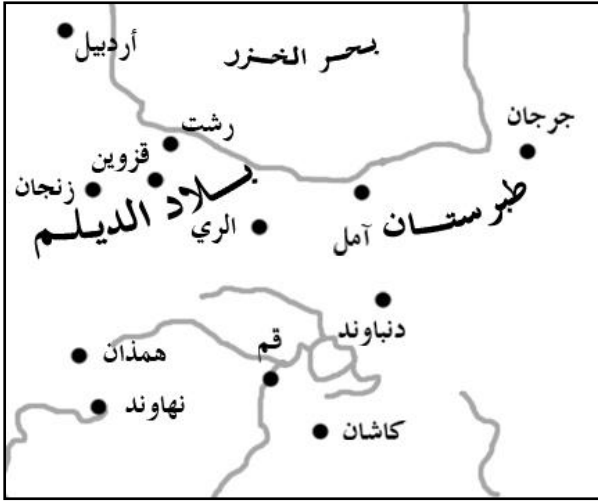 بحر الخزر
أردبيل
جرجان
رشت
قزوين
زنجان
بلاد الديلم
طبرستان
آمل
الري
دنباوند
قم
همذان
نهاوند
كاشان